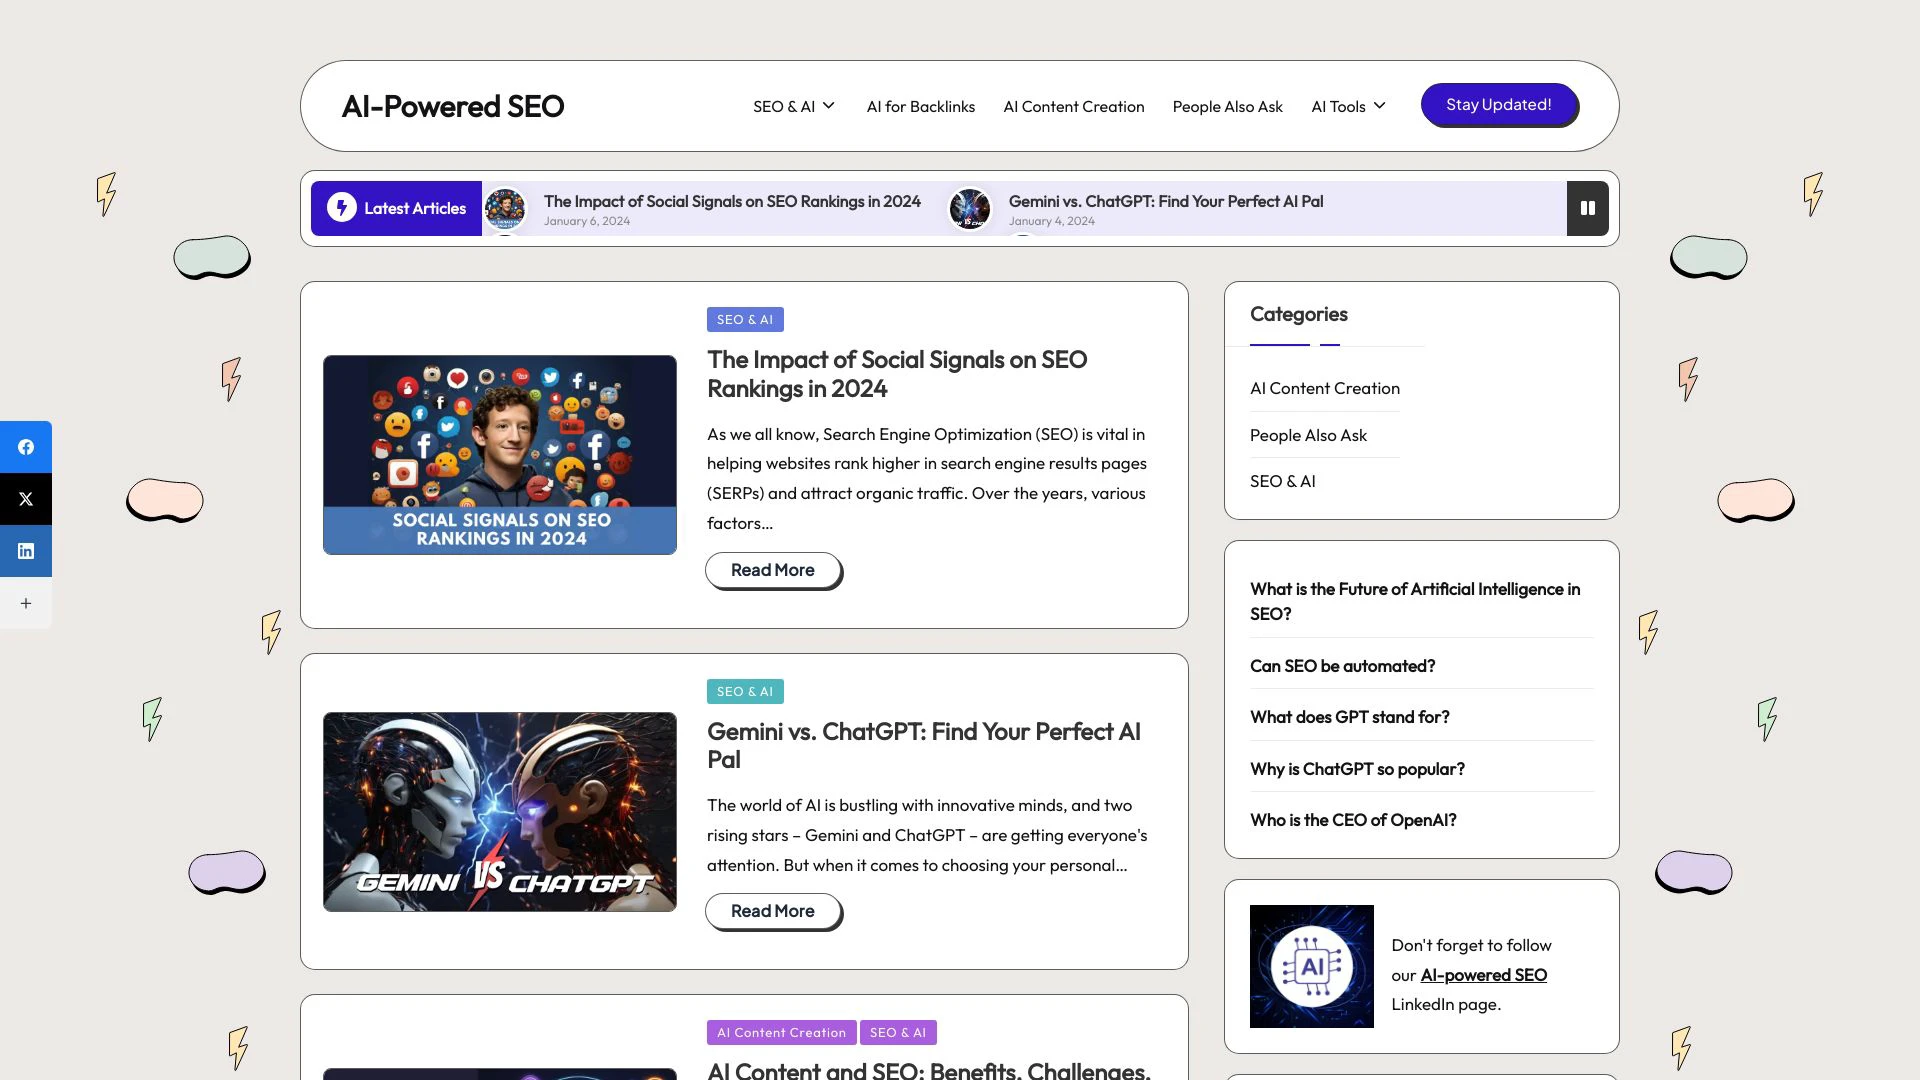 AI-Powered SEO
SEO & AI
AI for Backlinks
AI Content Creation
People Also Ask
AI Tools
Stay Updated!
Latest Articles
The Impact of Social Signals on SEO Rankings in 2024
January 6, 2024
Gemini vs. ChatGPT: Find Your Perfect AI Pal
January 4, 2024
SEO & AI
The Impact of Social Signals on SEO
Rankings in 2024
As we all know, Search Engine Optimization (SEO) is vital in
helping websites rank higher in search engine results pages
(SERPs) and attract organic traffic. Over the years, various
factors...
Read More
SOCIAL SIGNALS ON SEO
RANKINGS IN 2024
SEO & AI
Gemini vs. ChatGPT: Find Your Perfect AI
Pal
The world of AI is bustling with innovative minds, and two
rising stars – Gemini and ChatGPT – are getting everyone's
attention. But when it comes to choosing your personal...
Read More
GEMINI VS CHATGPT
AI Content Creation
SEO & AI
AI Content and SEO: Benefits, Challenges,
Categories
AI Content Creation
People Also Ask
SEO & AI
What is the Future of Artificial Intelligence in
SEO?
Can SEO be automated?
What does GPT stand for?
Why is ChatGPT so popular?
Who is the CEO of OpenAI?
AI
Don't forget to follow
our AI-powered SEO
LinkedIn page.